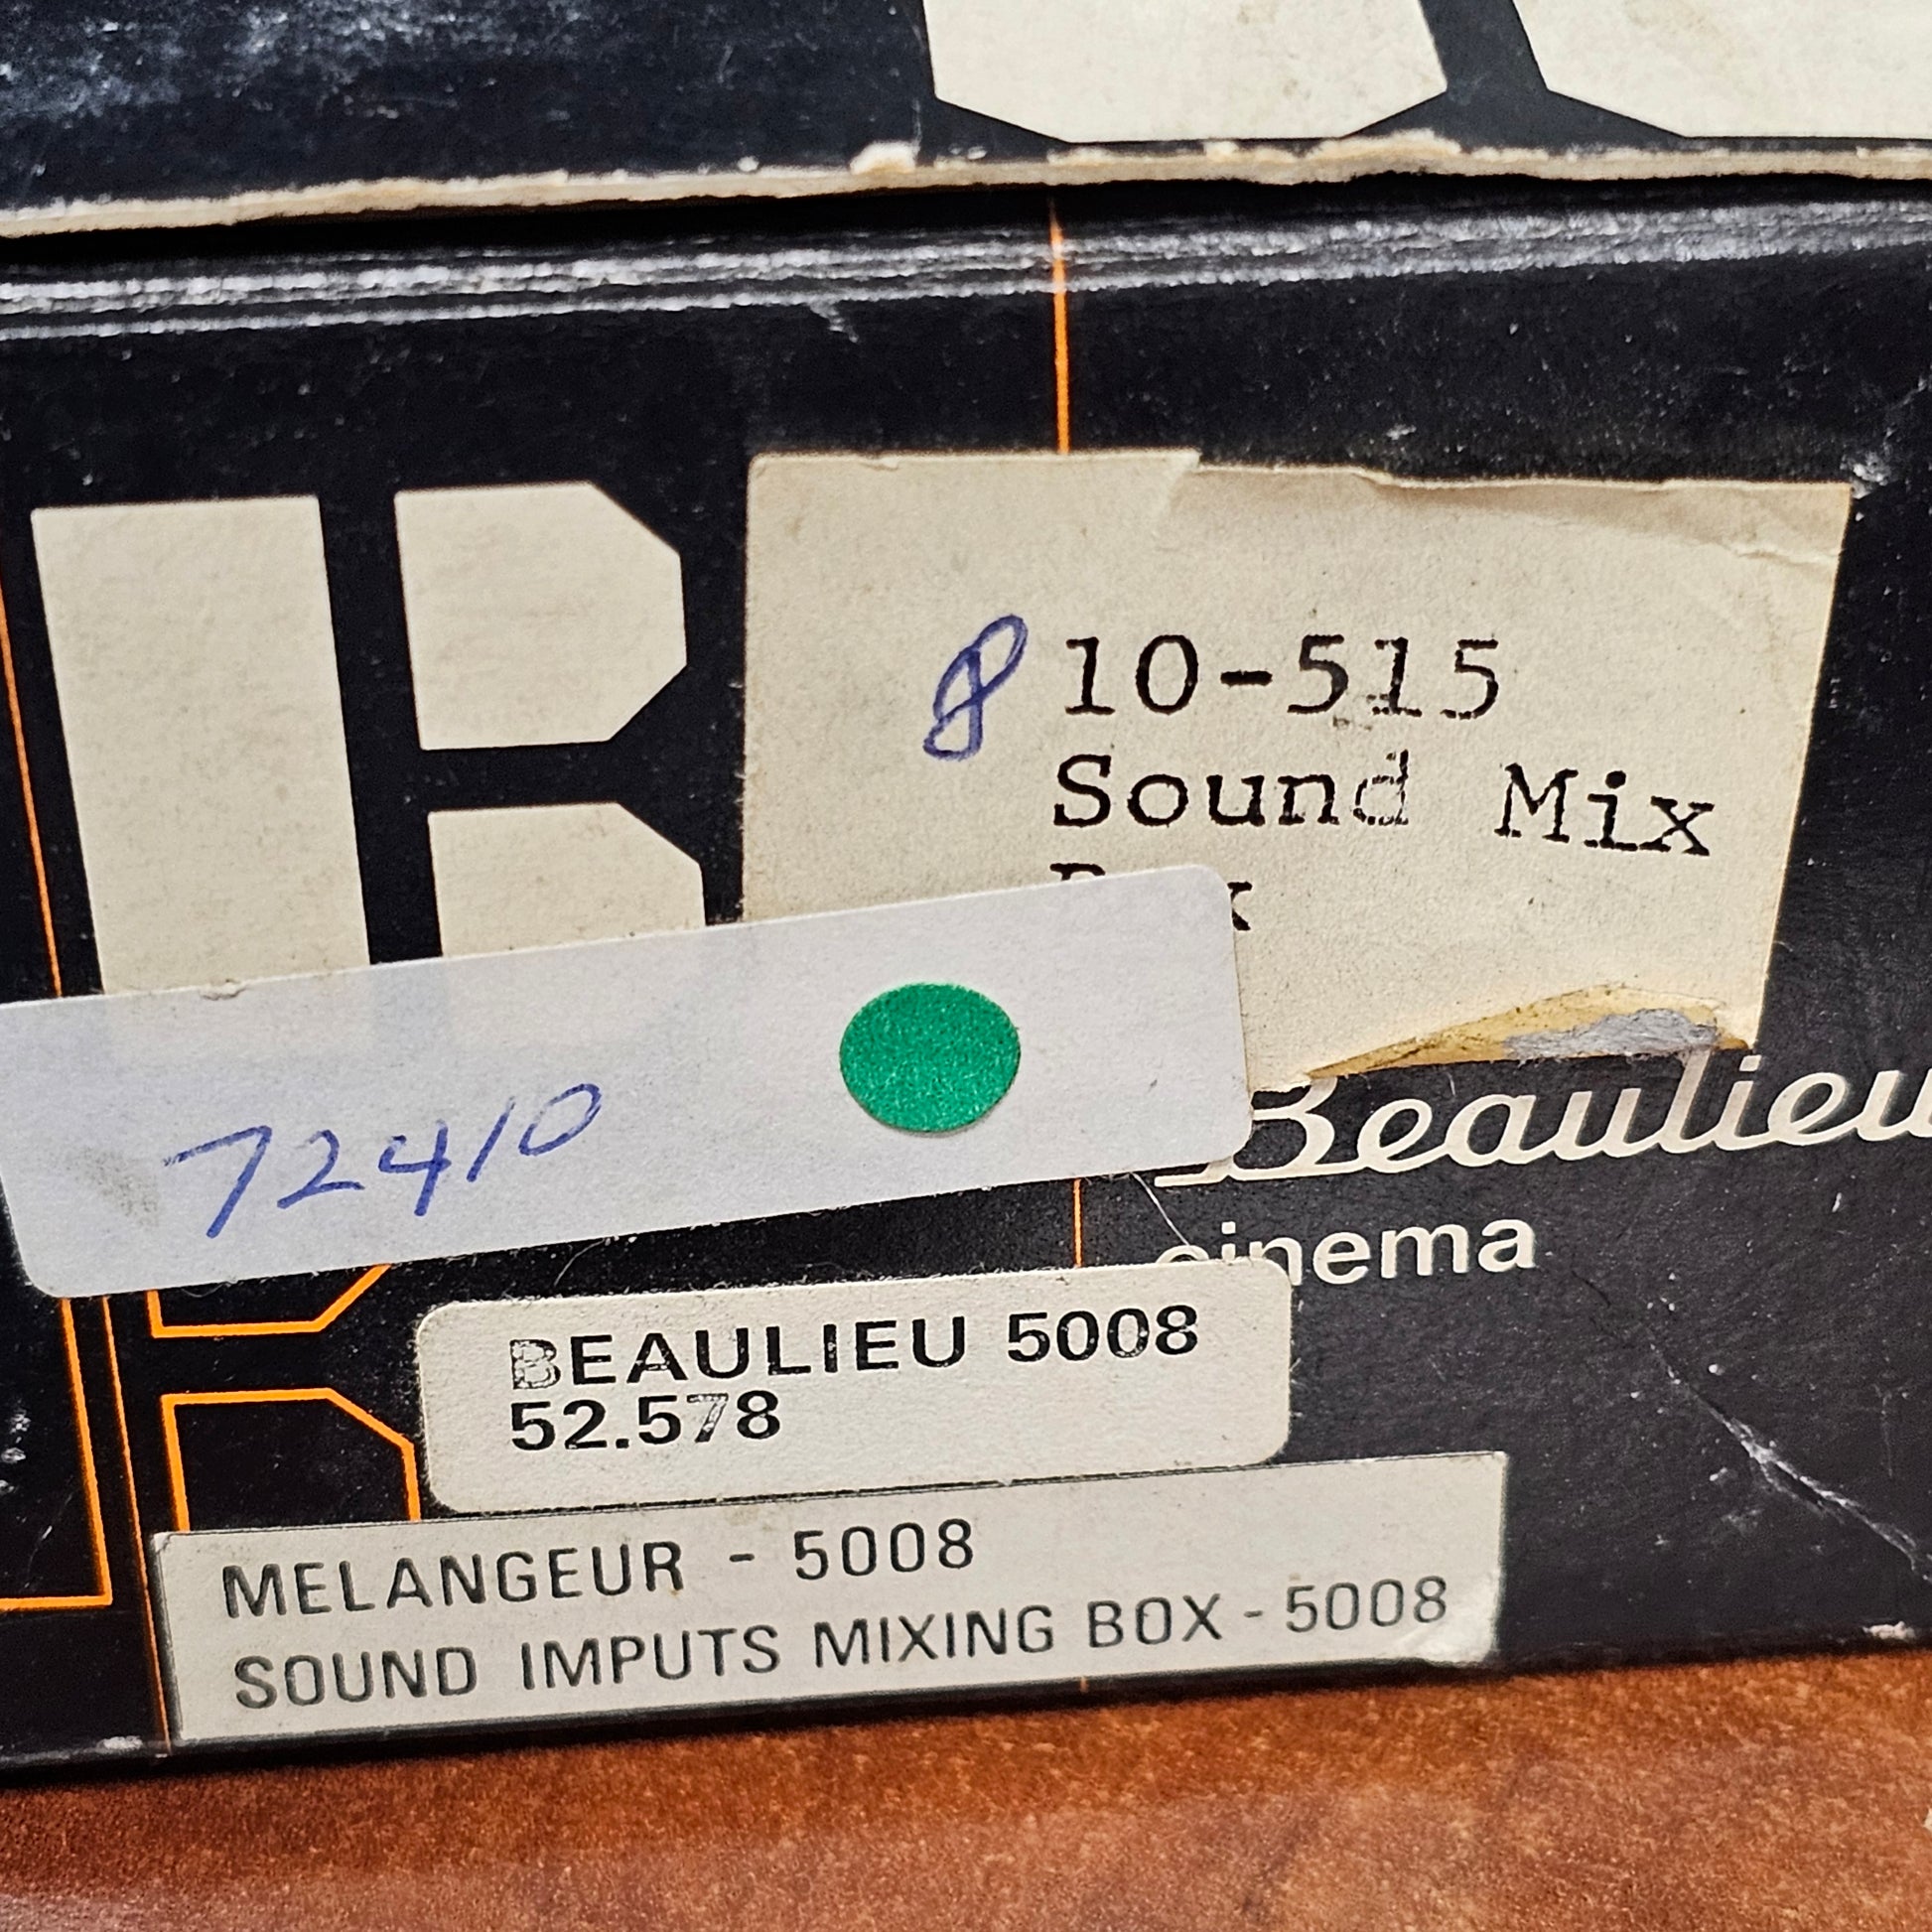 8 10-515
Sound Mix
72410
Beaulieu
cinema
BEAULIEU 5008
52.578
MELANGEUR - 5008
SOUND IMPUTS MIXING BOX - 5008